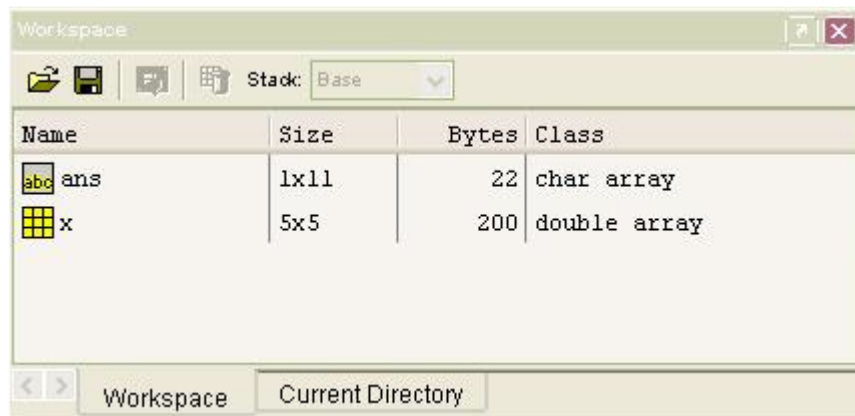 Workspace
Stack: Base
Name Size Bytes Class
abc ans 1x11 22 char array
x 5x5 200 double array
Workspace Current Directory